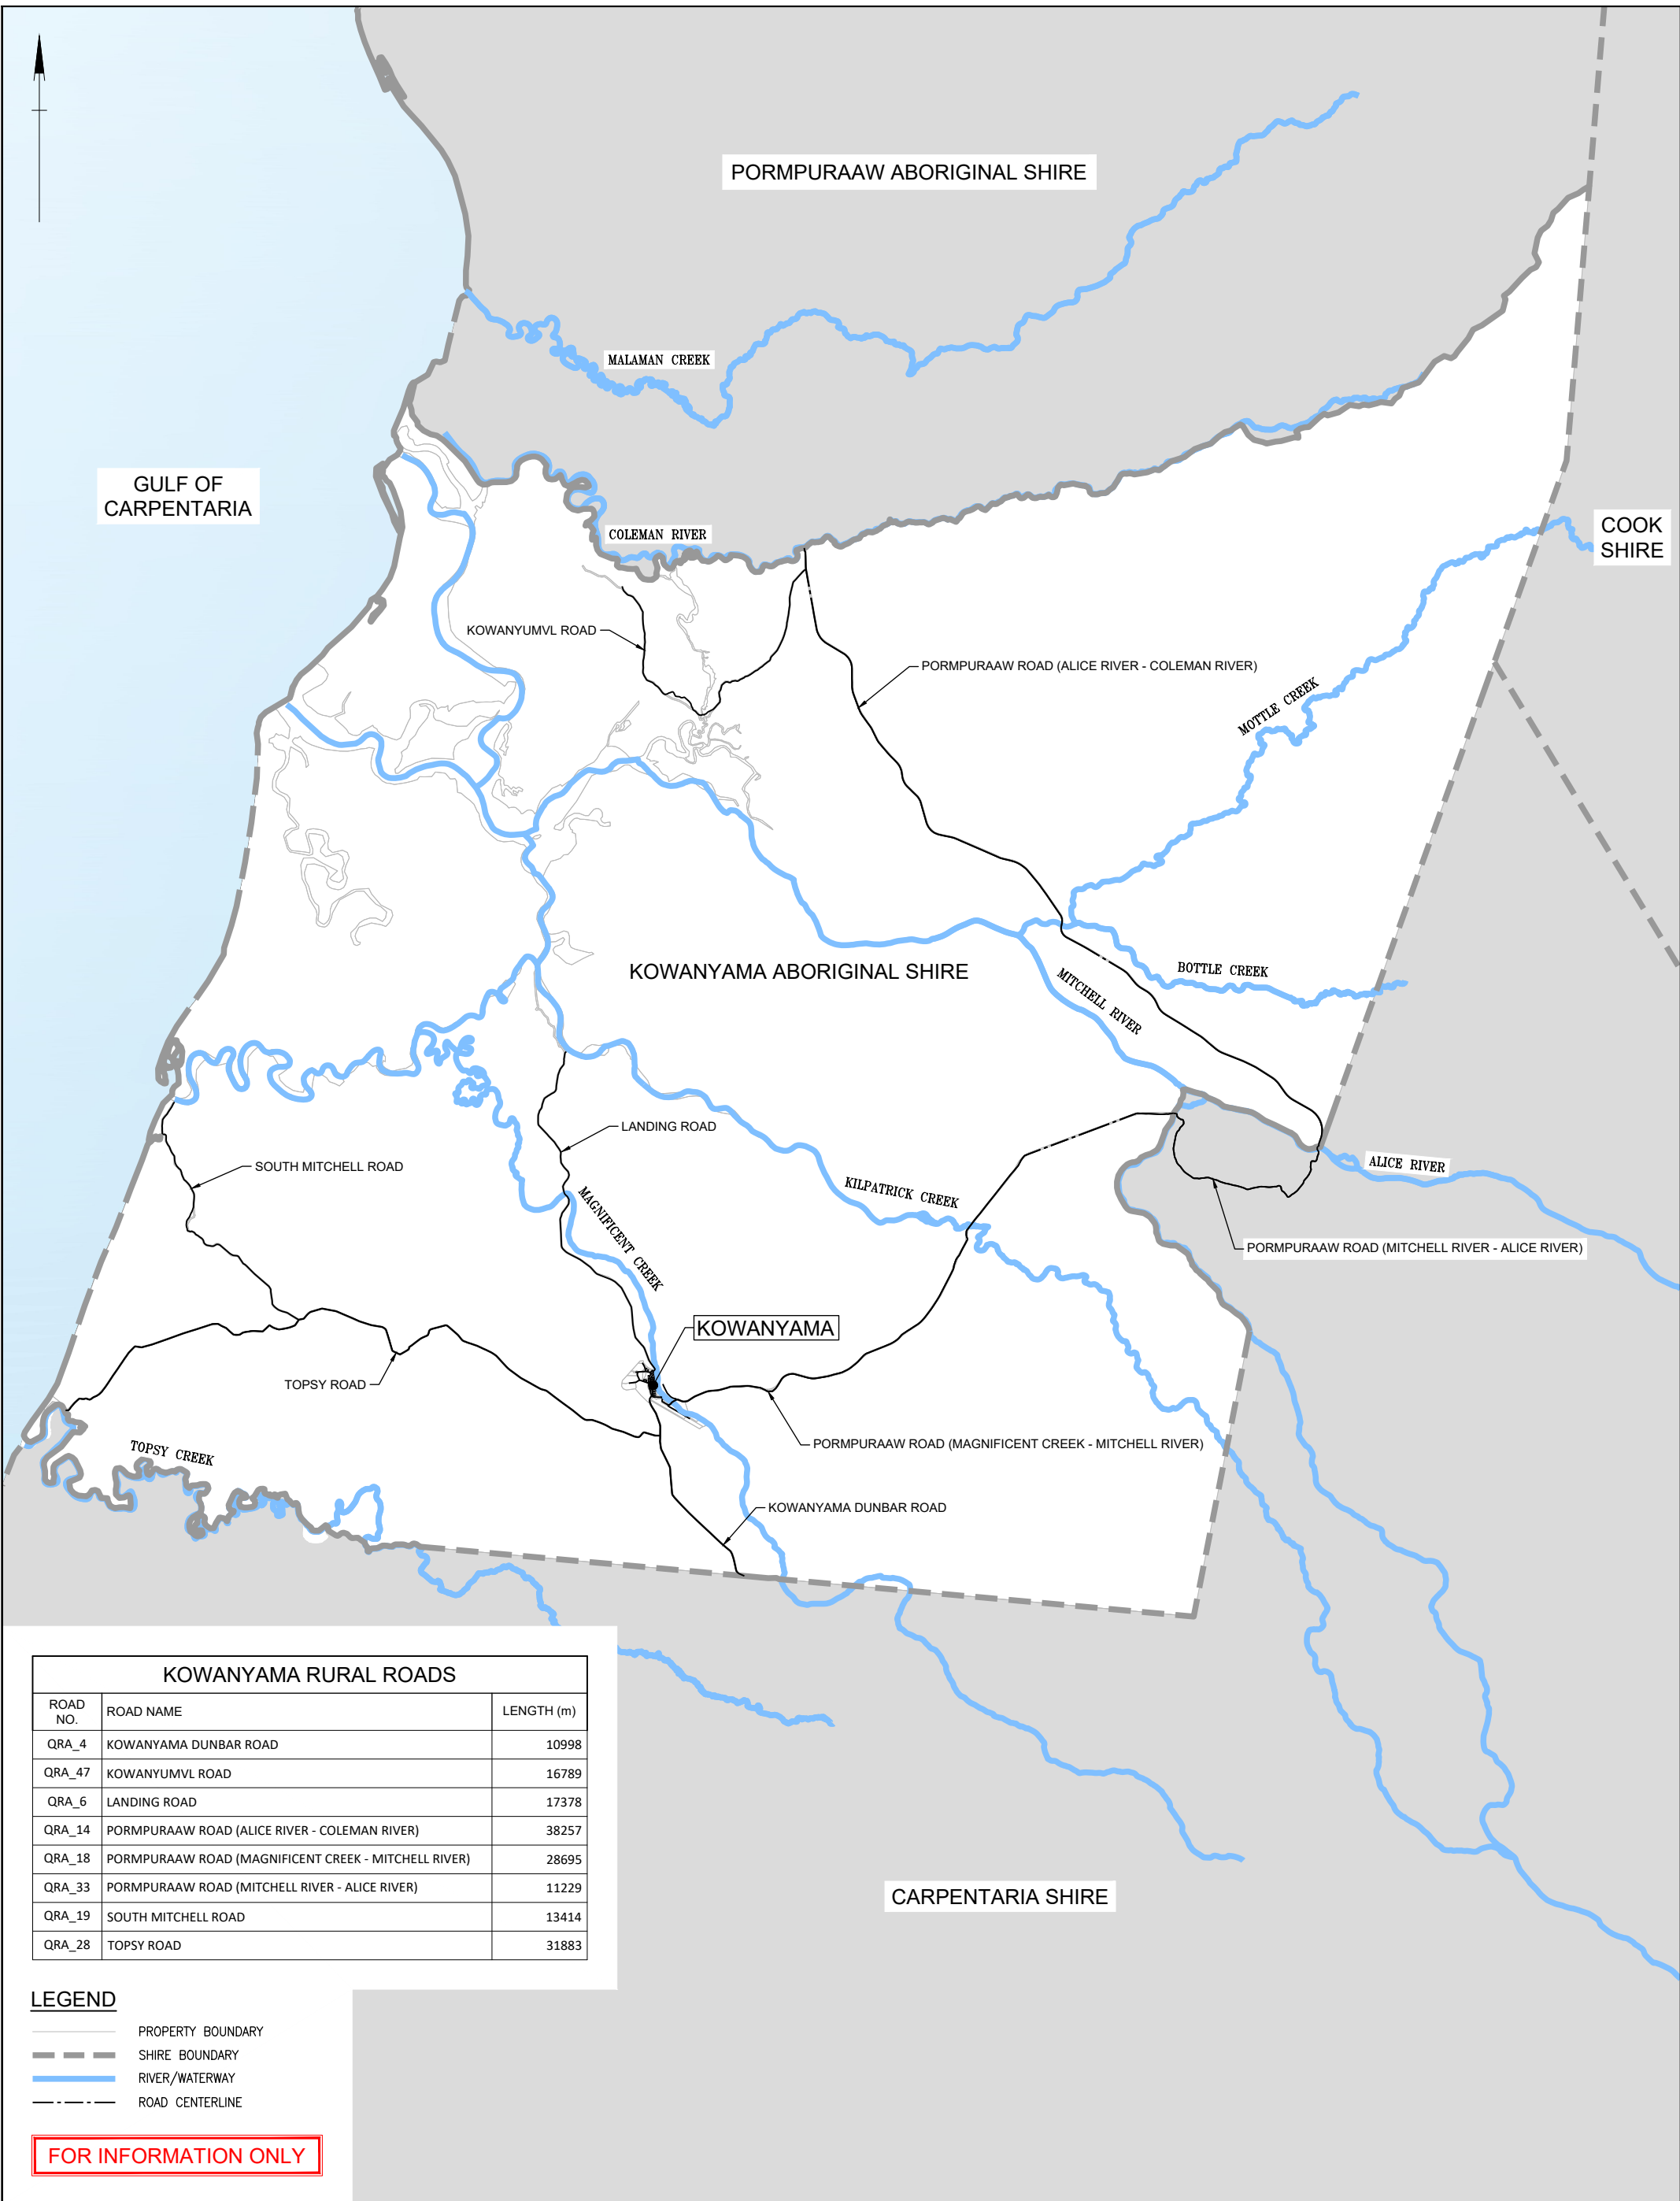 PORMPURAAW ABORIGINAL SHIRE
MALAMAN CREEK
GULF OF
CARPENTARIA
COLEMAN RIVER
COOK
SHIRE
KOWANYUMVL ROAD
PORMPURAAW ROAD (ALICE RIVER - COLEMAN RIVER)
MOTTLE CREEK
KOWANYAMA ABORIGINAL SHIRE
BOTTLE CREEK
MITCHELL RIVER
LANDING ROAD
SOUTH MITCHELL ROAD
ALICE RIVER
KILPATRICK CREEK
MAGNIFICENT CREEK
PORMPURAAW ROAD (MITCHELL RIVER - ALICE RIVER)
KOWANYAMA
TOPSY ROAD
PORMPURAAW ROAD (MAGNIFICENT CREEK - MITCHELL RIVER)
TOPSY CREEK
KOWANYAMA DUNBAR ROAD
KOWANYAMA RURAL ROADS
ROAD NO. ROAD NAME LENGTH (m)
QRA_4 KOWANYAMA DUNBAR ROAD 10998
QRA_47 KOWANYUMVL ROAD 16789
QRA_6 LANDING ROAD 17378
QRA_14 PORMPURAAW ROAD (ALICE RIVER - COLEMAN RIVER) 38257
QRA_18 PORMPURAAW ROAD (MAGNIFICENT CREEK - MITCHELL RIVER) 28695
QRA_33 PORMPURAAW ROAD (MITCHELL RIVER - ALICE RIVER) 11229
QRA_19 SOUTH MITCHELL ROAD 13414
QRA_28 TOPSY ROAD 31883
CARPENTARIA SHIRE
LEGEND
PROPERTY BOUNDARY
SHIRE BOUNDARY
RIVER/WATERWAY
ROAD CENTERLINE
FOR INFORMATION ONLY